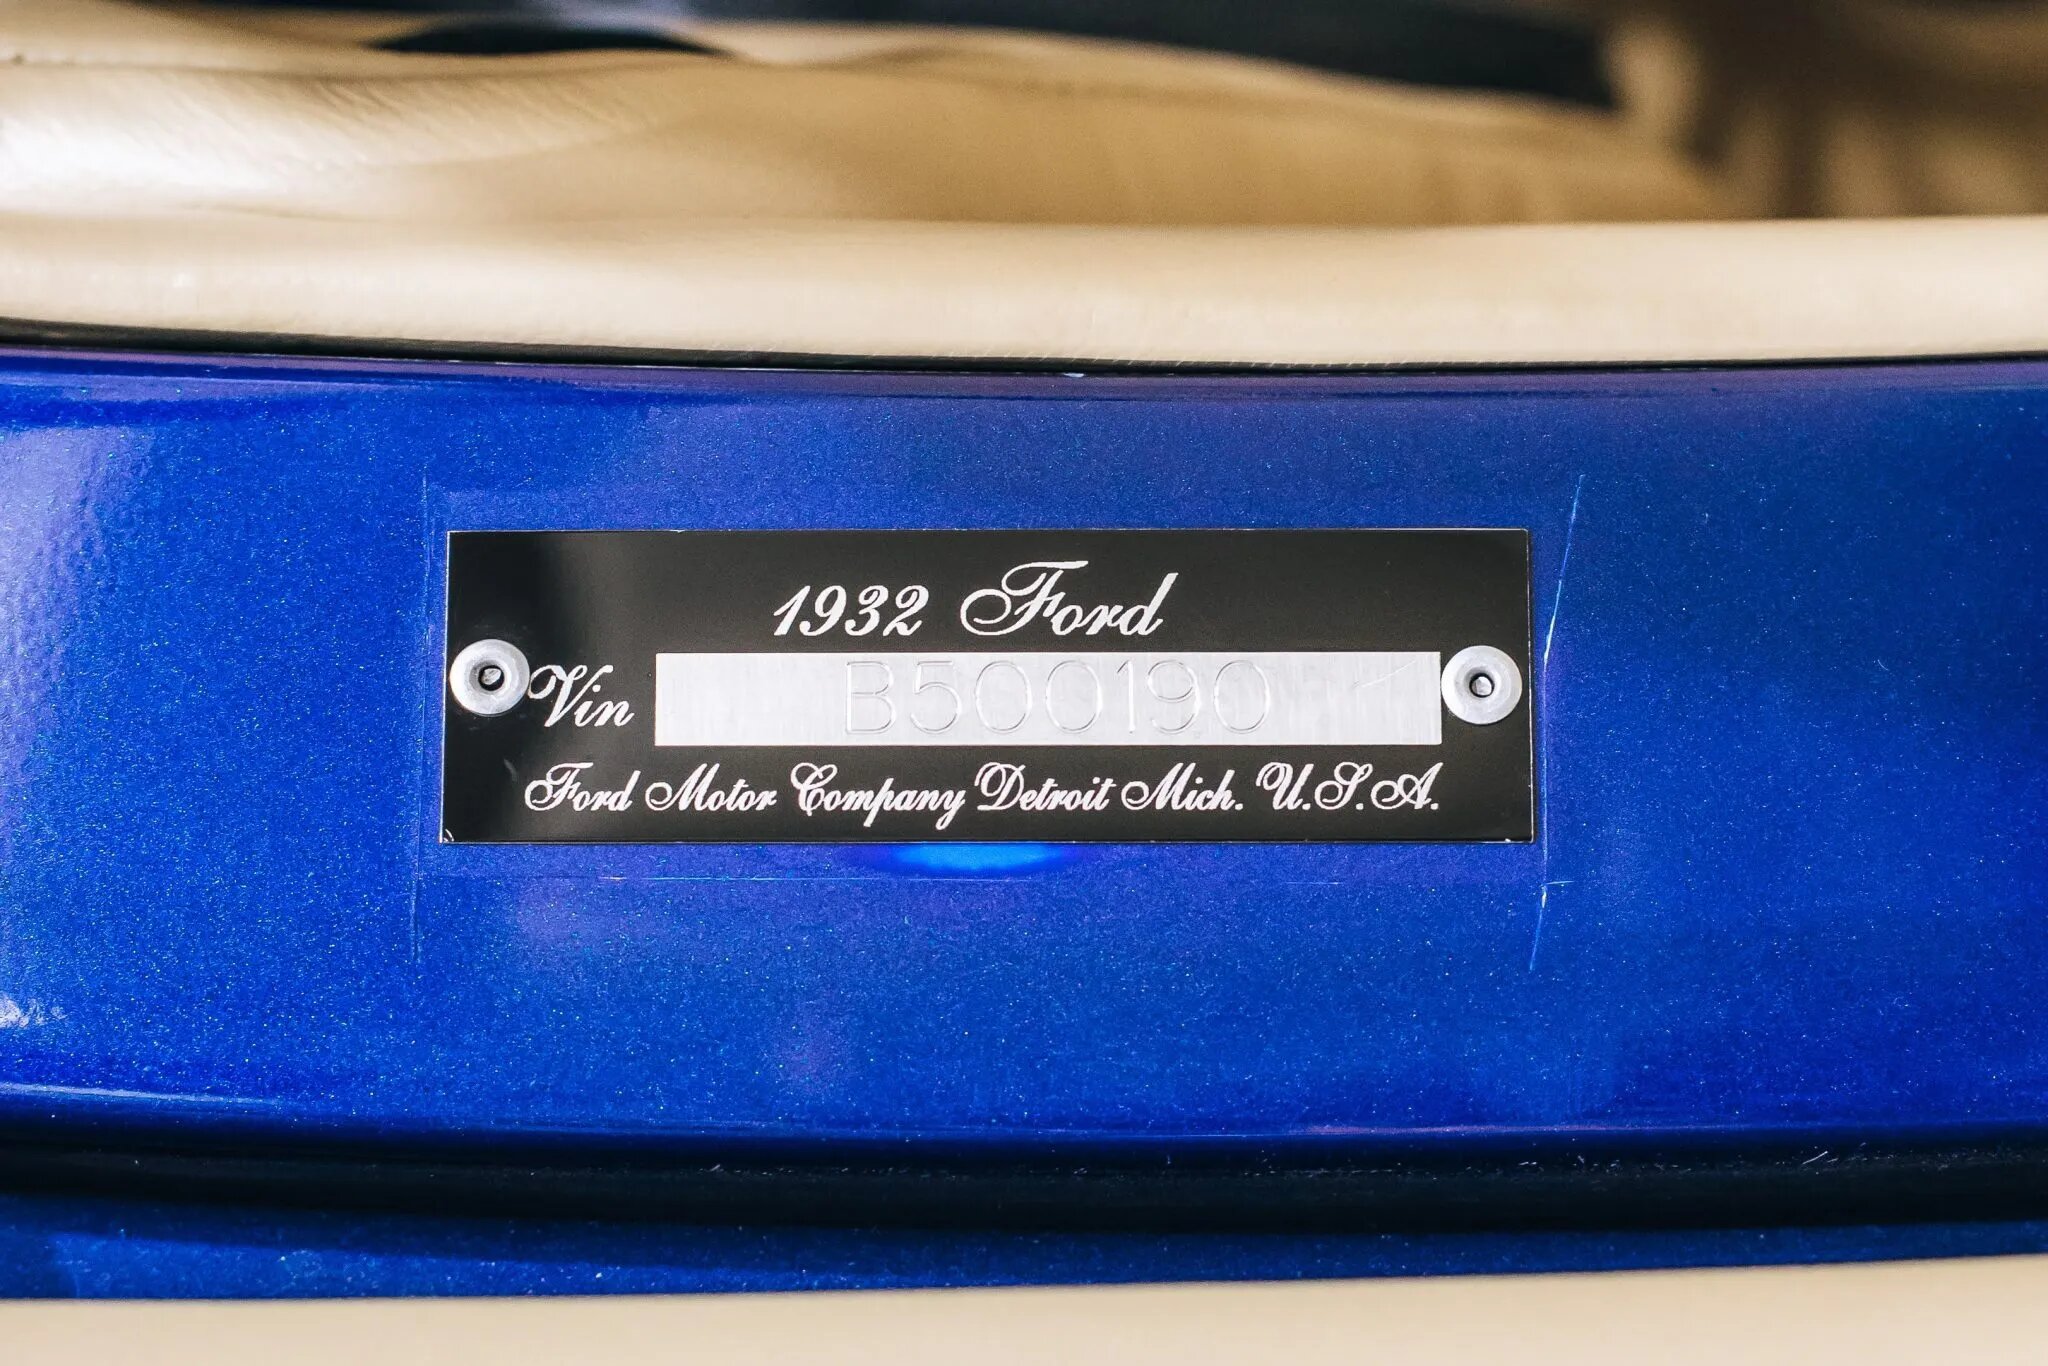 1932 Ford
Vin B500190
Ford Motor Company Detroit Mich. U.S.A.